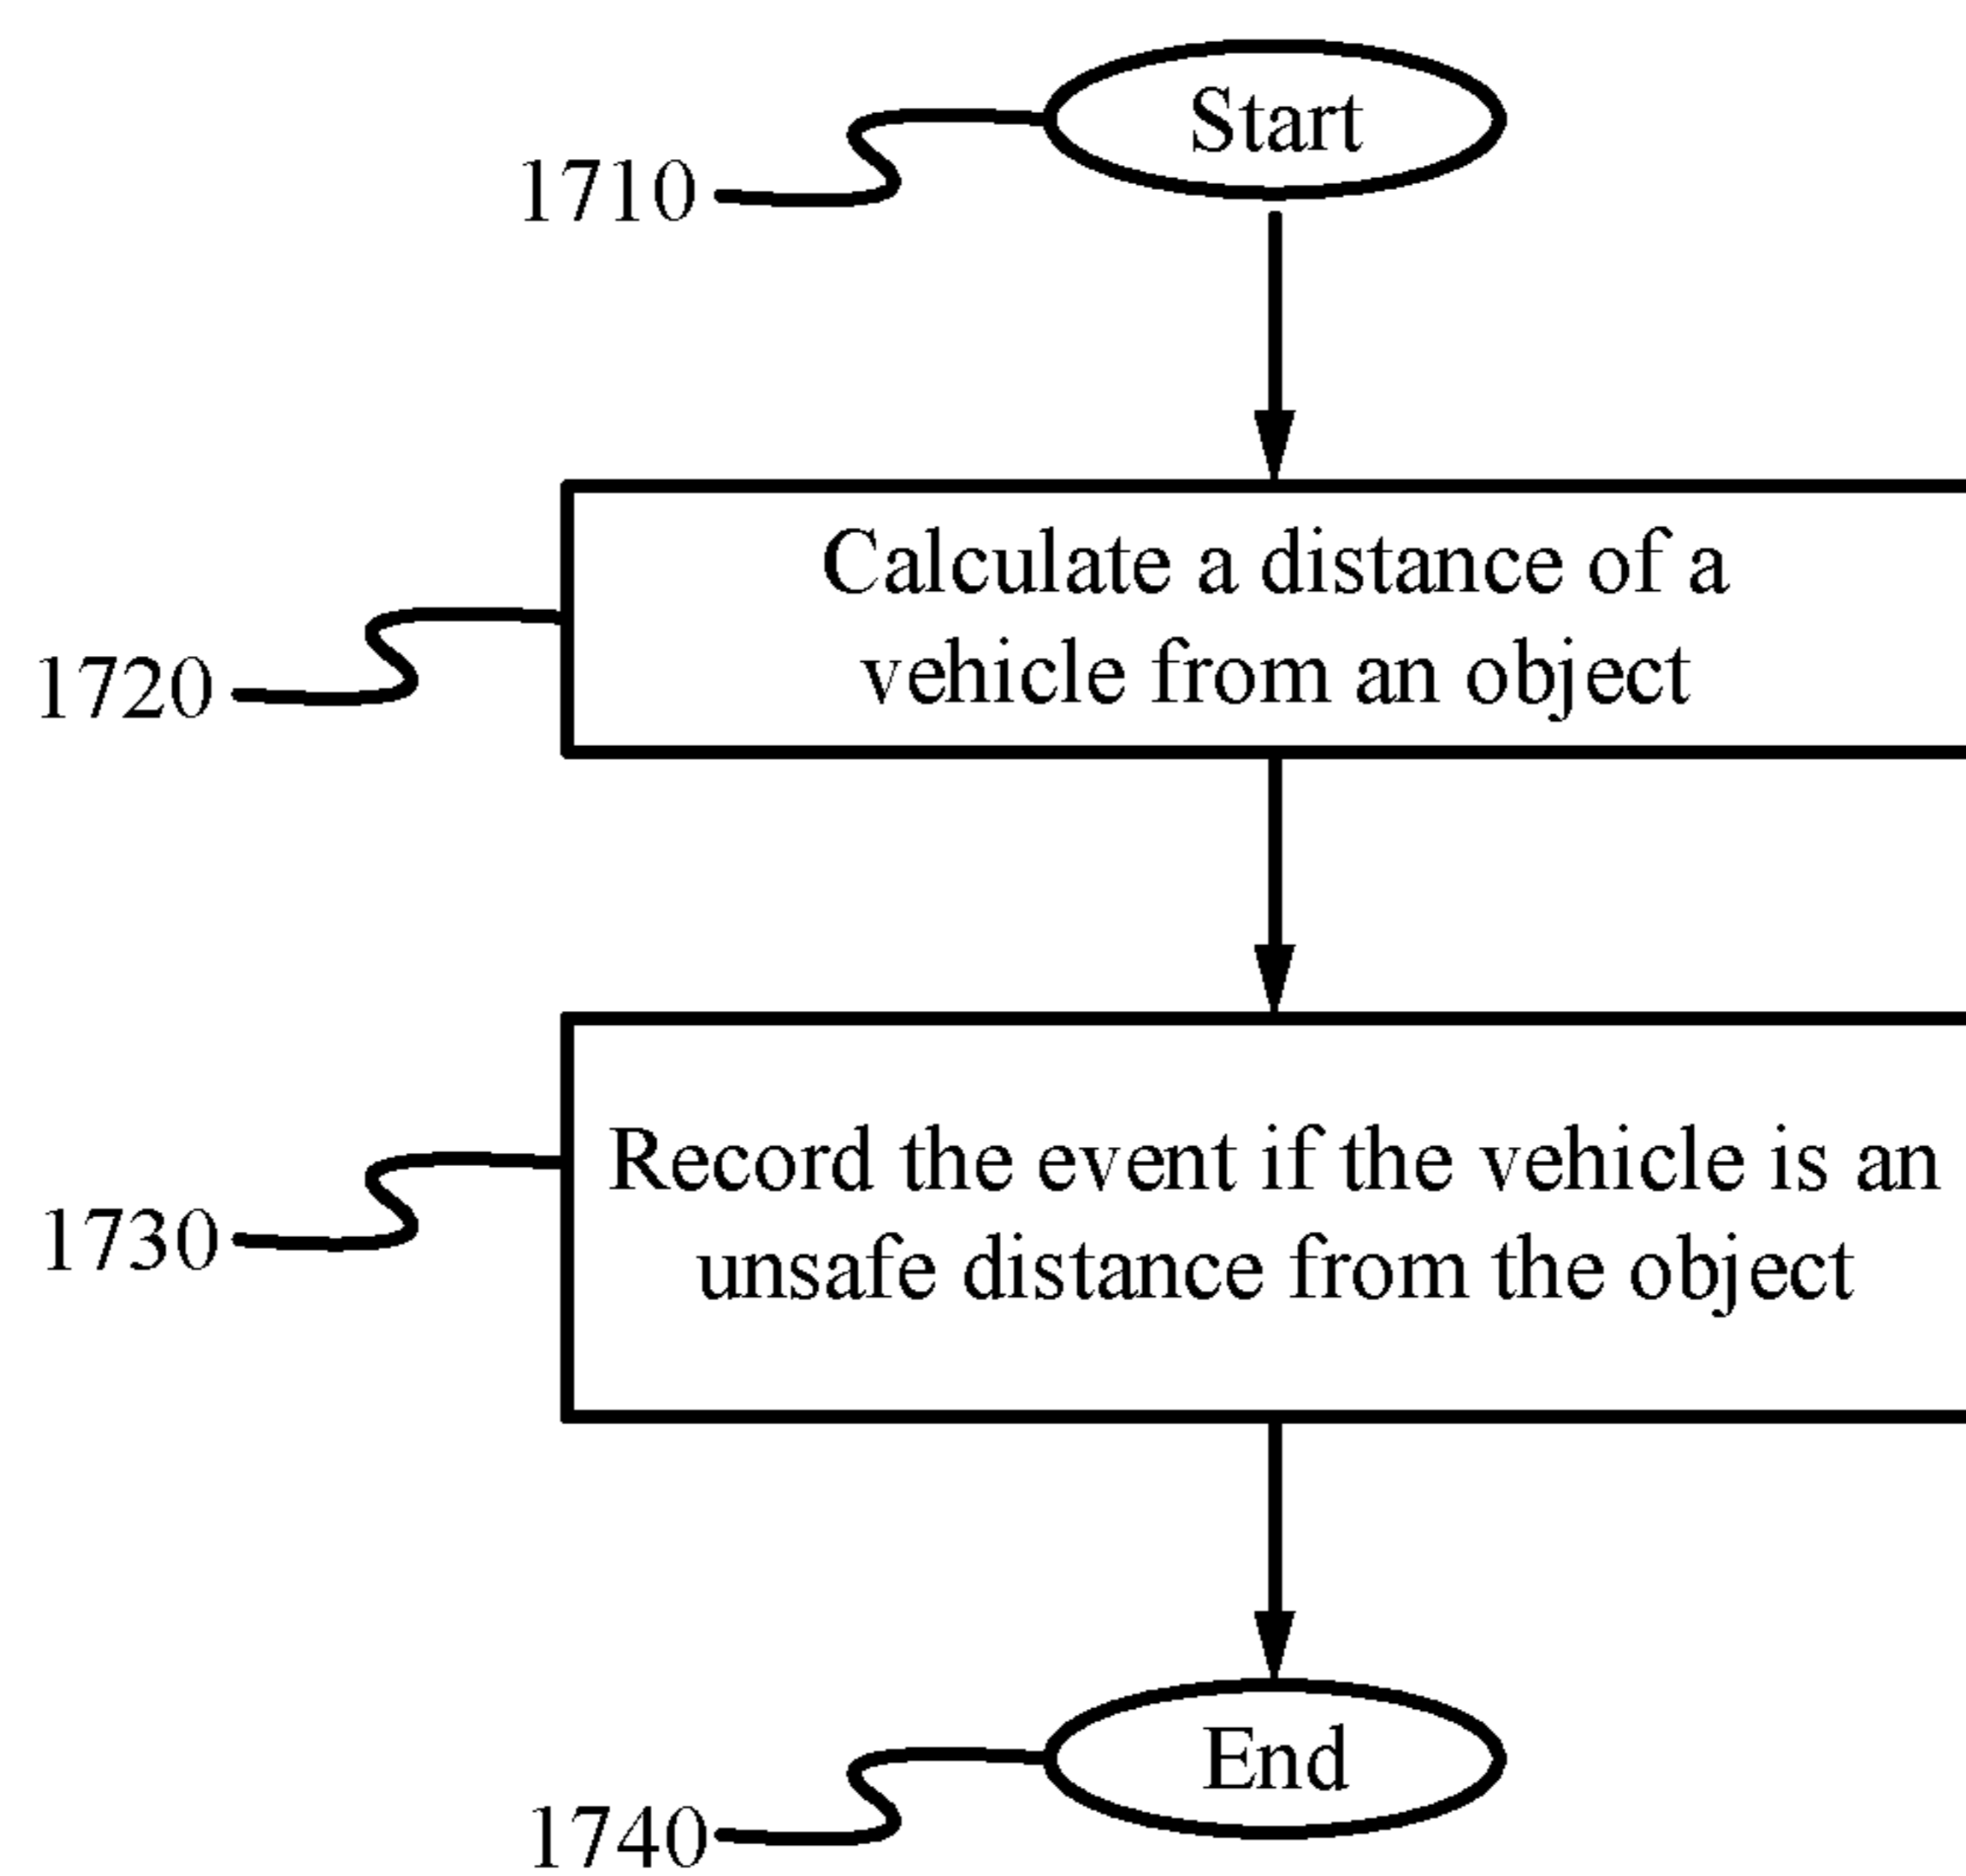 Start
1710
Calculate a distance of a
vehicle from an object
1720
Record the event if the vehicle is an
unsafe distance from the object
1730
End
1740